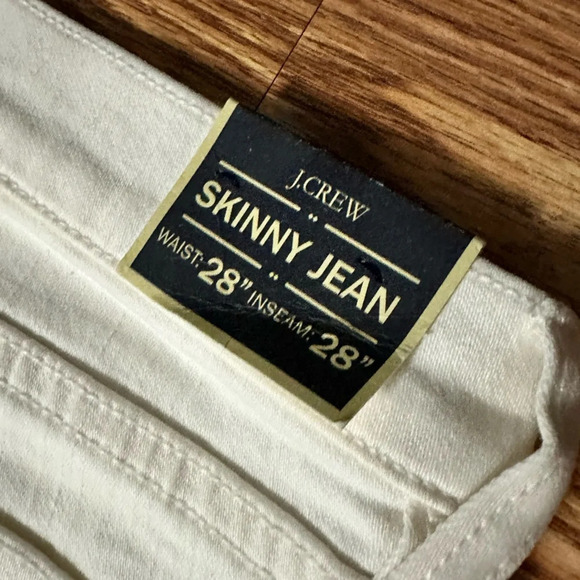 J.CREW
SKINNY JEAN
WAIST: 28" INSEAM: 28"